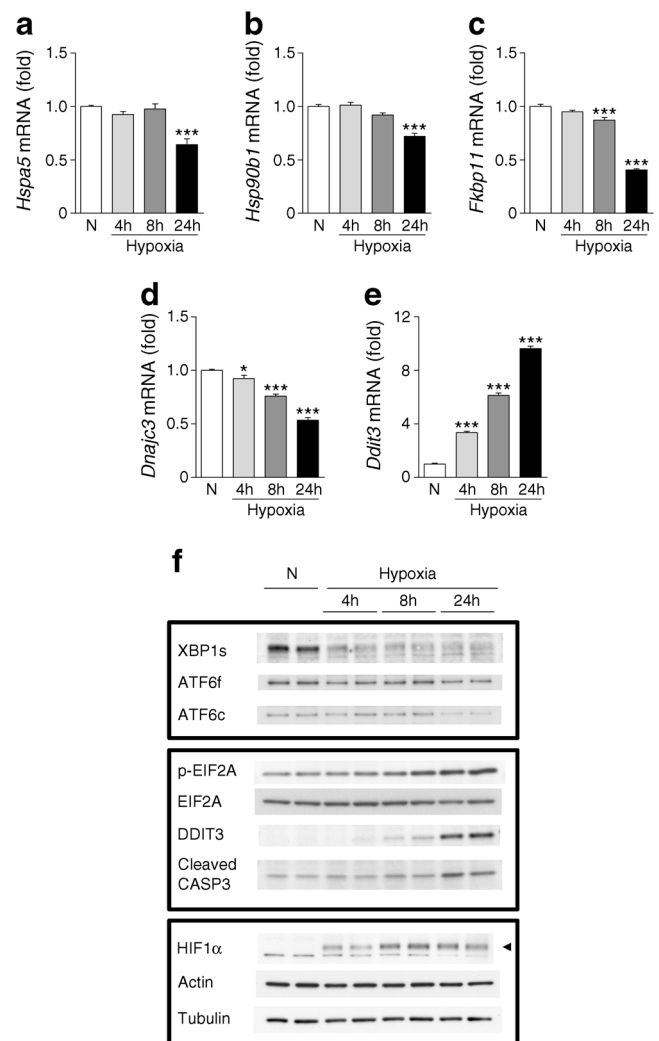 a
b
c
Hspa5 mRNA (fold)
1.5
1.0
0.5
0
***
N 4h 8h 24h
Hypoxia
Hsp90b1 mRNA (fold)
1.5
1.0
0.5
0
***
N 4h 8h 24h
Hypoxia
Fkbp11 mRNA (fold)
1.5
1.0
0.5
0
***
***
N 4h 8h 24h
Hypoxia
d
e
Dnajc3 mRNA (fold)
1.5
1.0
0.5
0
*
***
***
N 4h 8h 24h
Hypoxia
Ddit3 mRNA (fold)
12
8
4
0
***
***
***
N 4h 8h 24h
Hypoxia
f
N Hypoxia
4h 8h 24h
XBP1s
ATF6f
ATF6c
p-EIF2A
EIF2A
DDIT3
Cleaved
CASP3
HIF1α
Actin
Tubulin